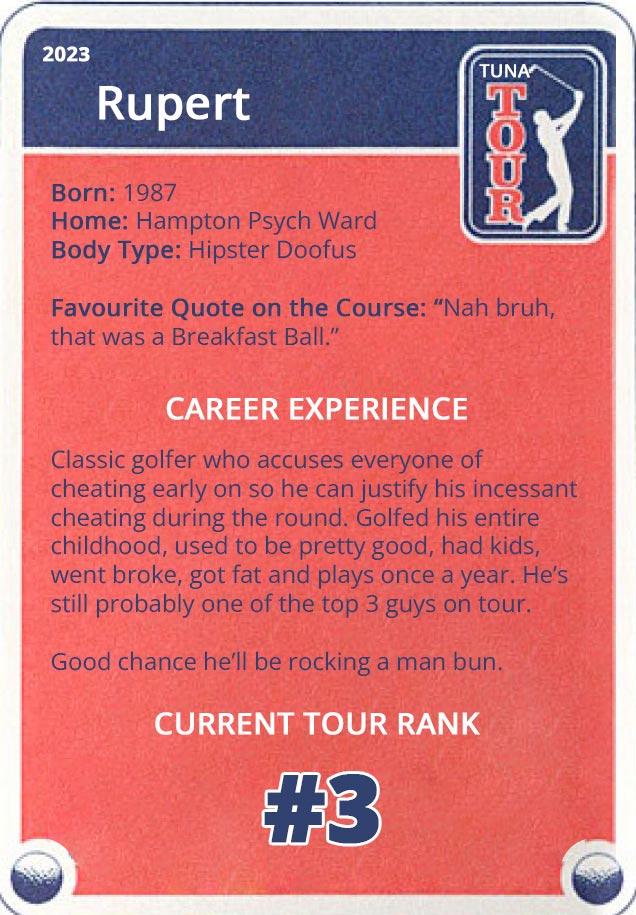 2023
Rupert
TUNA
TOUR
Born: 1987
Home: Hampton Psych Ward
Body Type: Hipster Doofus
Favourite Quote on the Course: “Nah bruh,
that was a Breakfast Ball.”
CAREER EXPERIENCE
Classic golfer who accuses everyone of
cheating early on so he can justify his incessant
cheating during the round. Golfed his entire
childhood, used to be pretty good, had kids,
went broke, got fat and plays once a year. He’s
still probably one of the top 3 guys on tour.
Good chance he’ll be rocking a man bun.
CURRENT TOUR RANK
#3